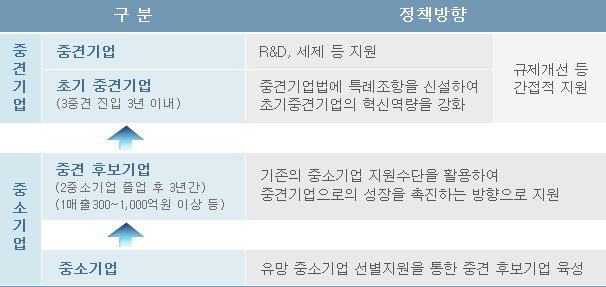 구 분
정책방향
중견기업
중견기업
R&D, 세제 등 지원
규제개선 등
간접적 지원
초기 중견기업
(3중견 진입 3년 이내)
중견기업법에 특례조항을 신설하여
초기중견기업의 혁신역량을 강화
중소기업
중견 후보기업
(2중소기업 졸업 후 3년간)
(1매출300~1,000억원 이상 등)
기존의 중소기업 지원수단을 활용하여
중견기업으로의 성장을 촉진하는 방향으로 지원
중소기업
유망 중소기업 선별지원을 통한 중견 후보기업 육성